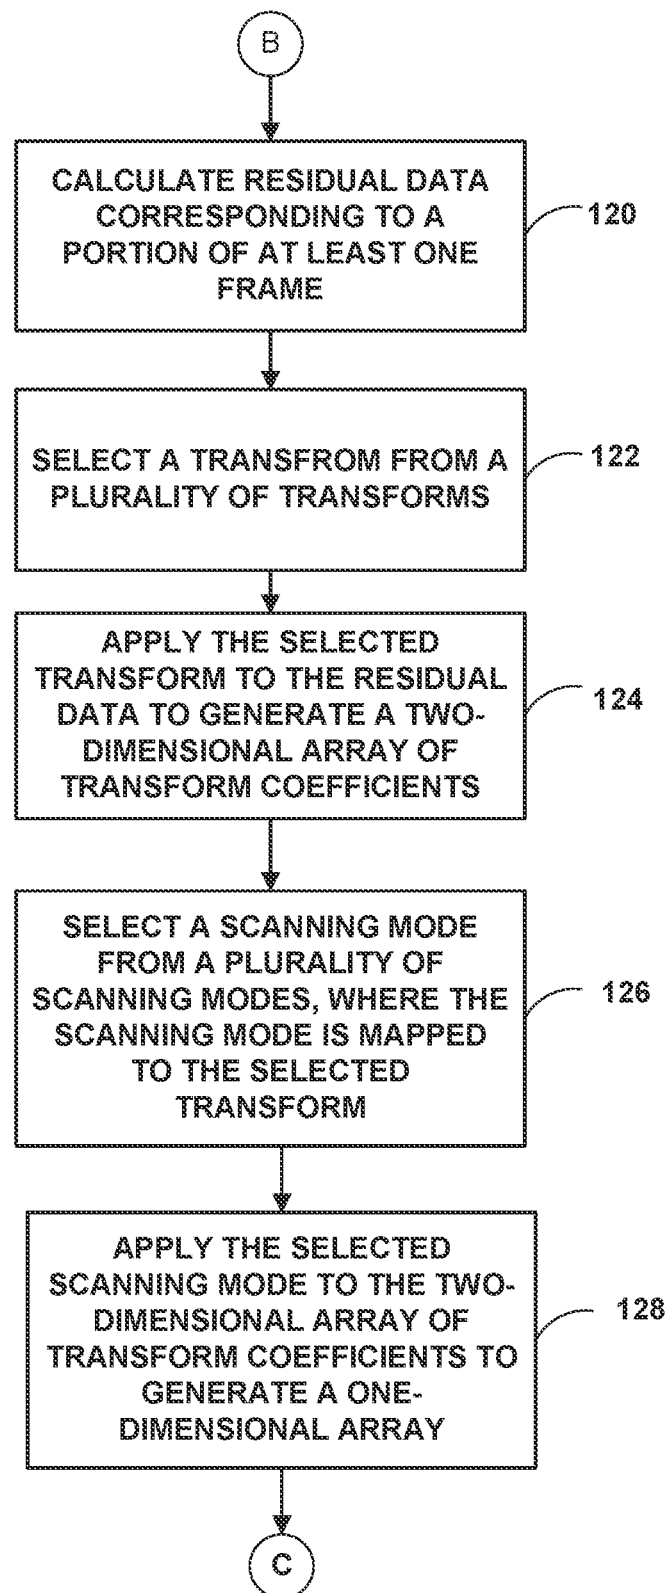 B
CALCULATE RESIDUAL DATA
CORRESPONDING TO A
PORTION OF AT LEAST ONE
FRAME
120
SELECT A TRANSFROM FROM A
PLURALITY OF TRANSFORMS
122
APPLY THE SELECTED
TRANSFORM TO THE RESIDUAL
DATA TO GENERATE A TWO-
DIMENSIONAL ARRAY OF
TRANSFORM COEFFICIENTS
124
SELECT A SCANNING MODE
FROM A PLURALITY OF
SCANNING MODES, WHERE THE
SCANNING MODE IS MAPPED
TO THE SELECTED
TRANSFORM
126
APPLY THE SELECTED
SCANNING MODE TO THE TWO-
DIMENSIONAL ARRAY OF
TRANSFORM COEFFICIENTS TO
GENERATE A ONE-
DIMENSIONAL ARRAY
128
C